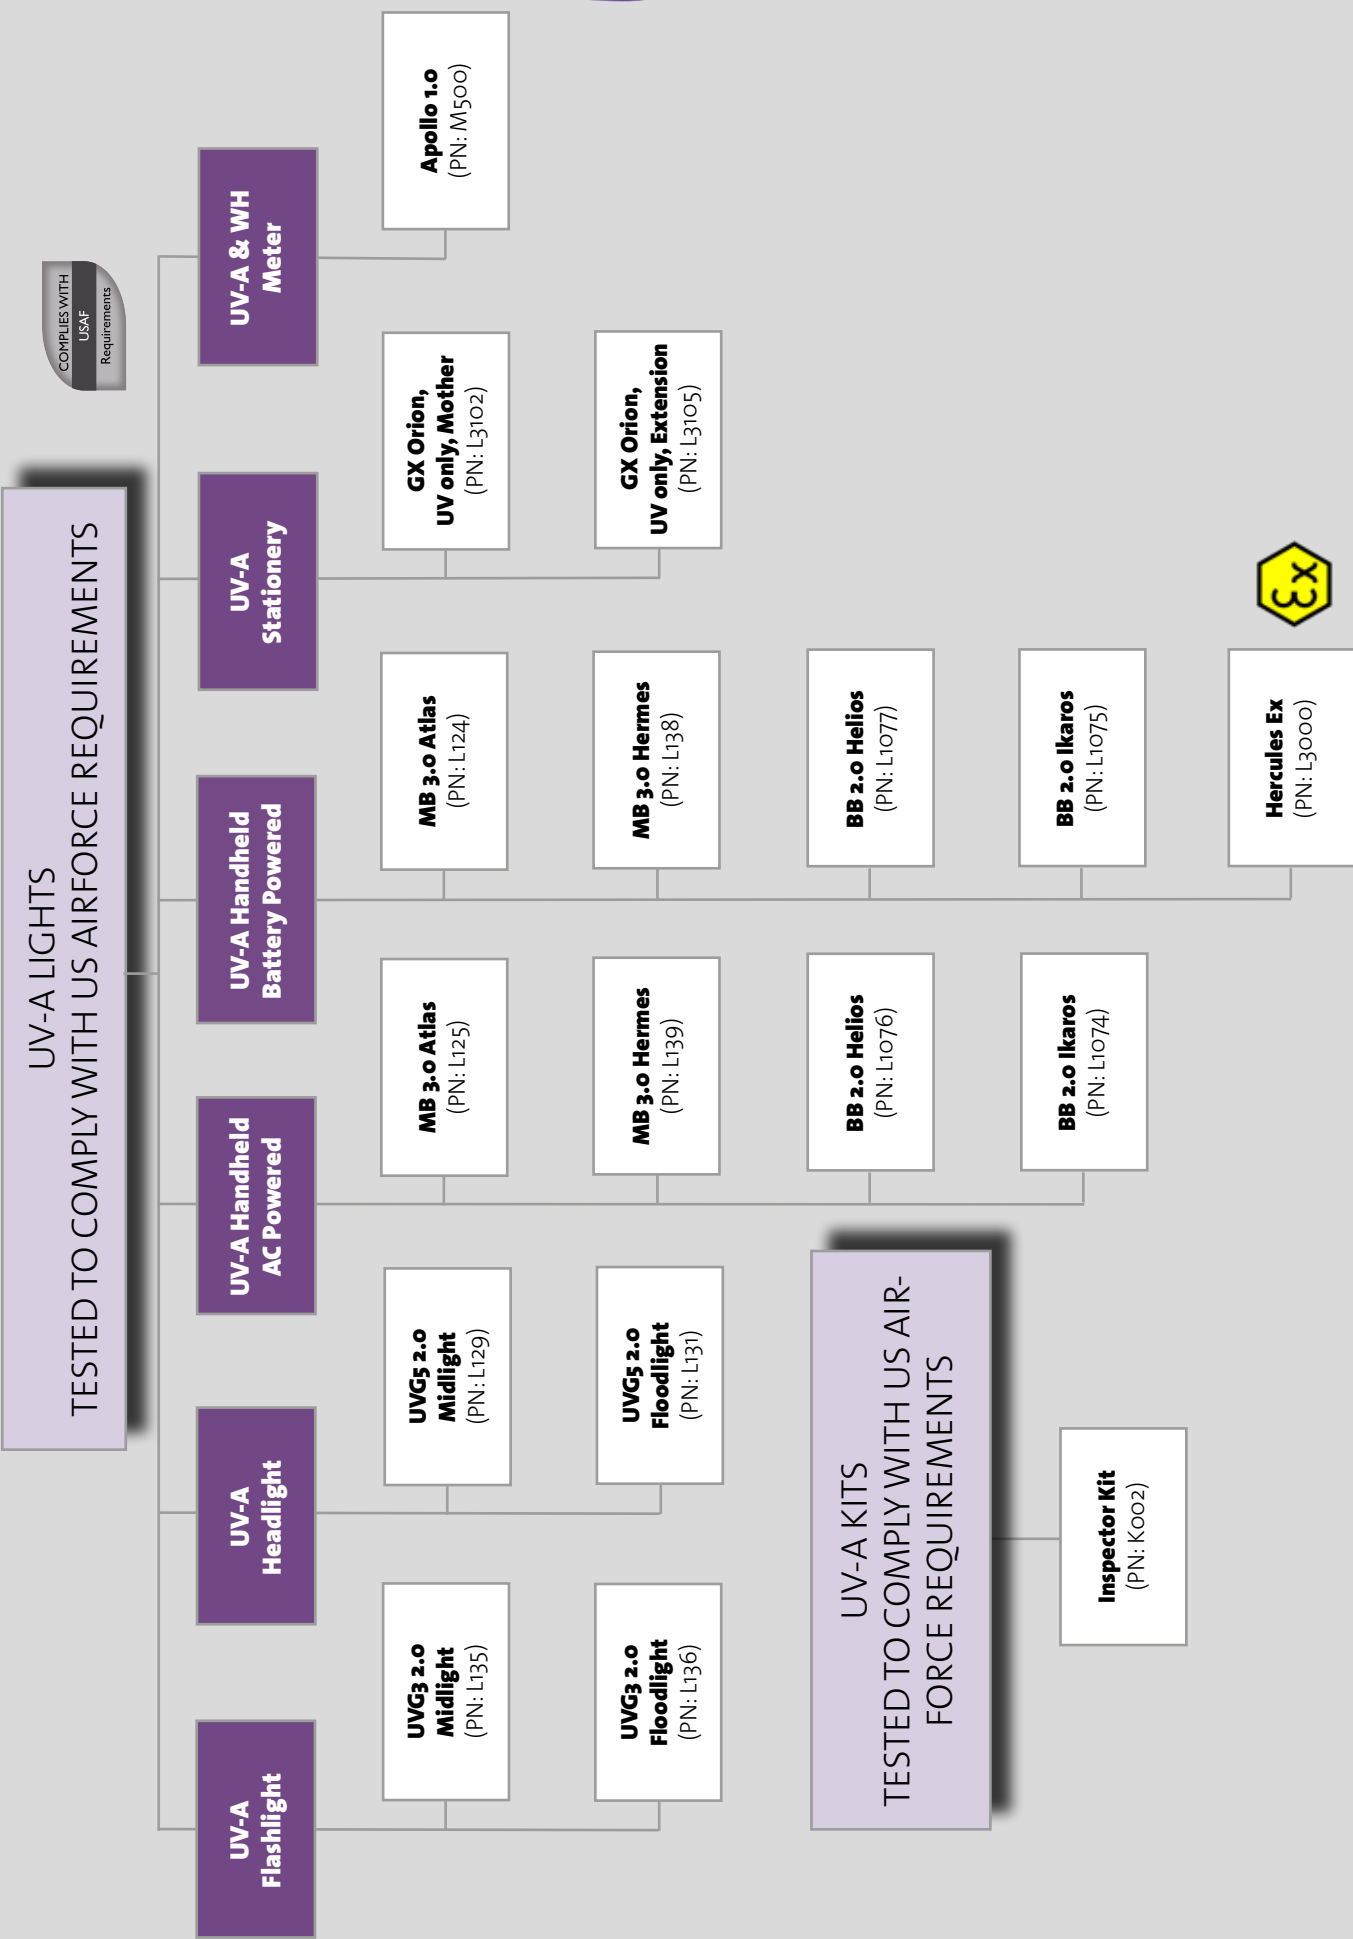 UV-A LIGHTS
TESTED TO COMPLY WITH US AIRFORCE REQUIREMENTS
COMPLIES WITH
USAF
Requirements
UV-A
Flashlight
UVG3 2.0
Midlight
(PN: L135)
UVG3 2.0
Floodlight
(PN: L136)
UV-A
Headlight
UVG5 2.0
Midlight
(PN: L129)
UVG5 2.0
Floodlight
(PN: L131)
UV-A Handheld
AC Powered
MB 3.0 Atlas
(PN: L125)
MB 3.0 Hermes
(PN: L139)
BB 2.0 Helios
(PN: L1076)
BB 2.0 Ikaros
(PN: L1074)
UV-A Handheld
Battery Powered
MB 3.0 Atlas
(PN: L124)
MB 3.0 Hermes
(PN: L138)
BB 2.0 Helios
(PN: L1077)
BB 2.0 Ikaros
(PN: L1075)
Hercules Ex
(PN: L3000)
Ex
UV-A
Stationery
GX Orion,
UV only, Mother
(PN: L3102)
GX Orion,
UV only, Extension
(PN: L3105)
UV-A & WH
Meter
Apollo 1.0
(PN: M500)
UV-A KITS
TESTED TO COMPLY WITH US AIR-
FORCE REQUIREMENTS
Inspector Kit
(PN: K002)